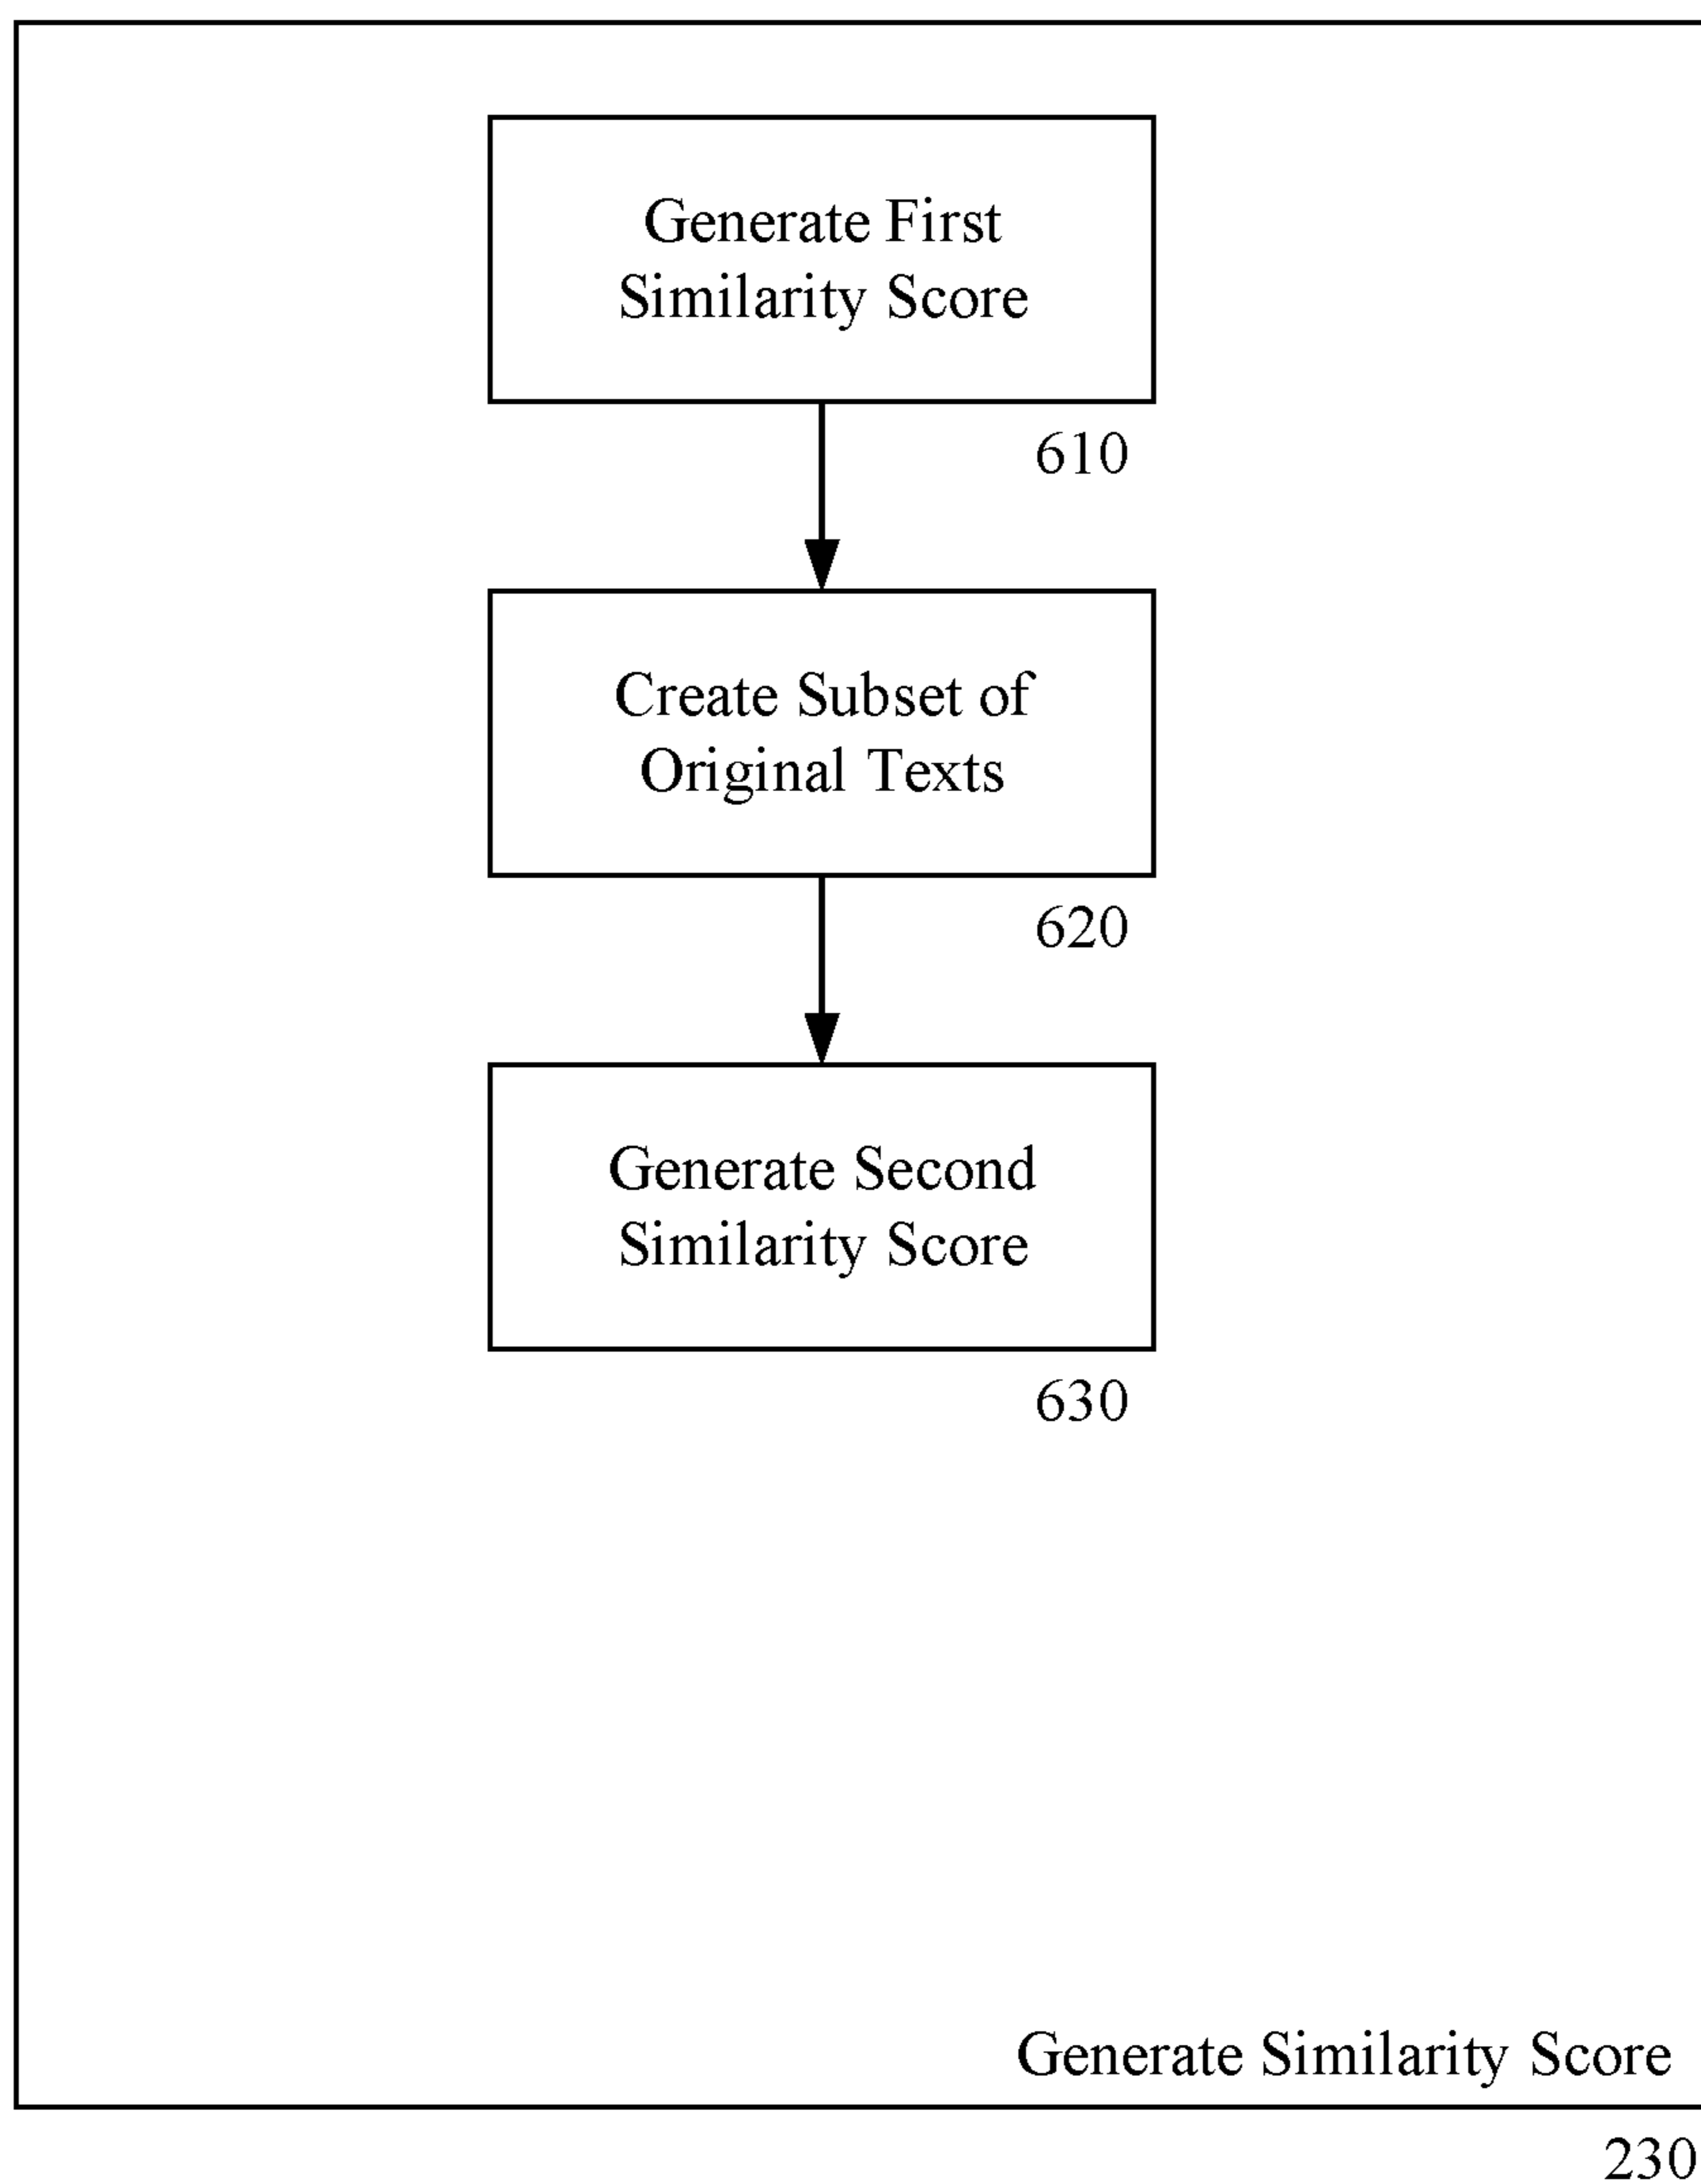 Generate First
Similarity Score
610
Create Subset of
Original Texts
620
Generate Second
Similarity Score
630
Generate Similarity Score
230